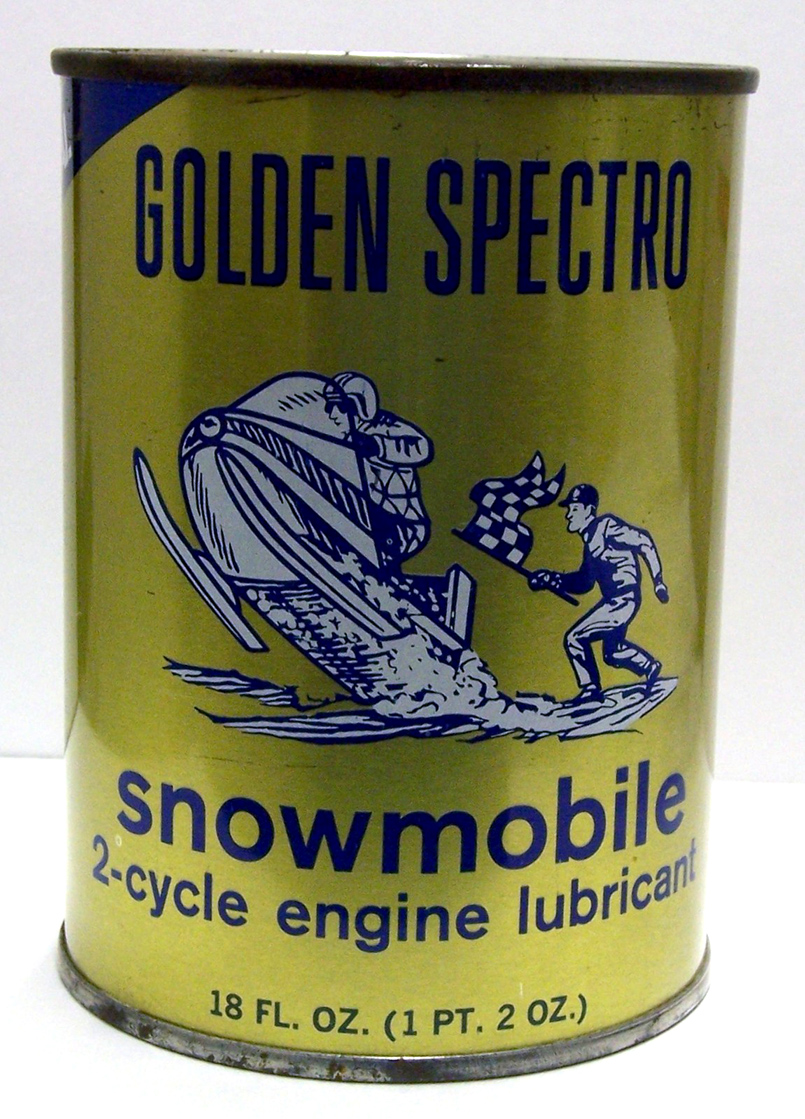 GOLDEN SPECTRO
snowmobile
2-cycle engine lubricant
18 FL. OZ. (1 PT. 2 OZ.)